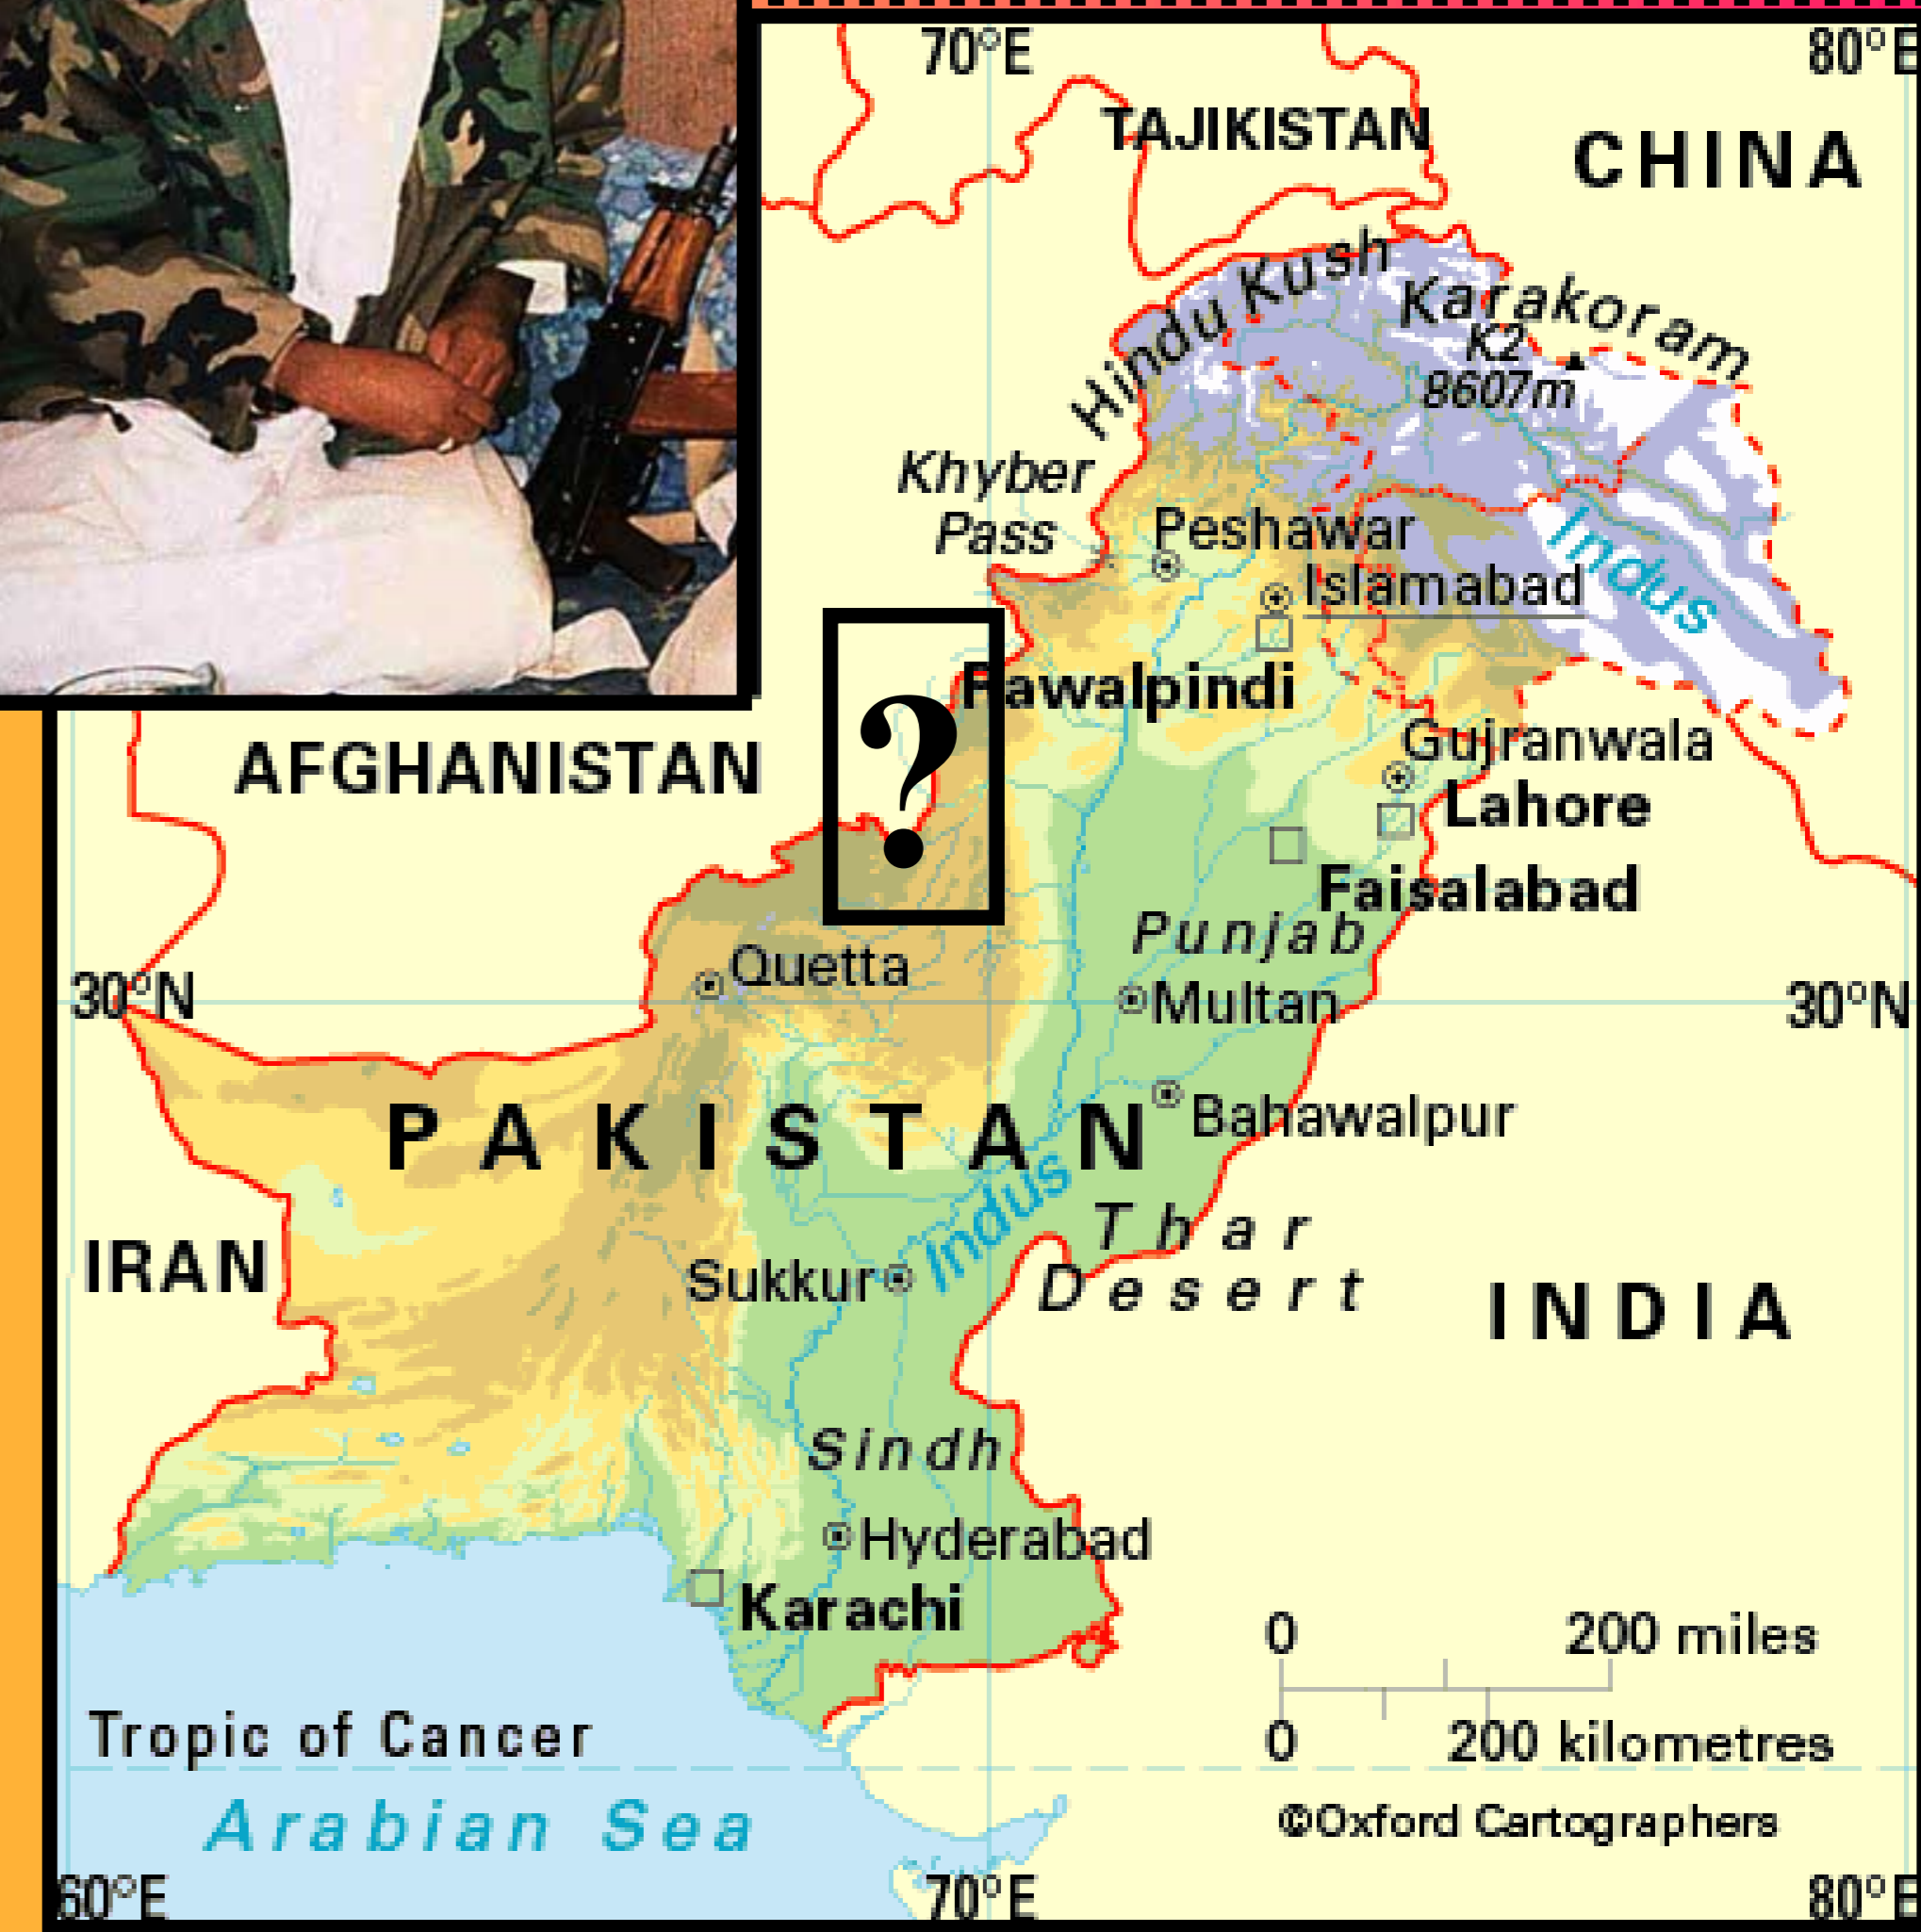 70°E
80°E
TAJIKISTAN
CHINA
Hindu Kush
Karakoram
K2
8607m
Khyber
Pass
Peshawar
Islamabad
Indus
Rawalpindi
?
AFGHANISTAN
Gujranwala
Lahore
Faisalabad
Punjab
Quetta
30°N
Multan
30°N
PAKISTAN
Bahawalpur
Indus
Thar
Desert
IRAN
Sukkur
INDIA
Sindh
Hyderabad
Karachi
0 200 miles
0 200 kilometres
Tropic of Cancer
Arabian Sea
©Oxford Cartographers
60°E
70°E
80°E